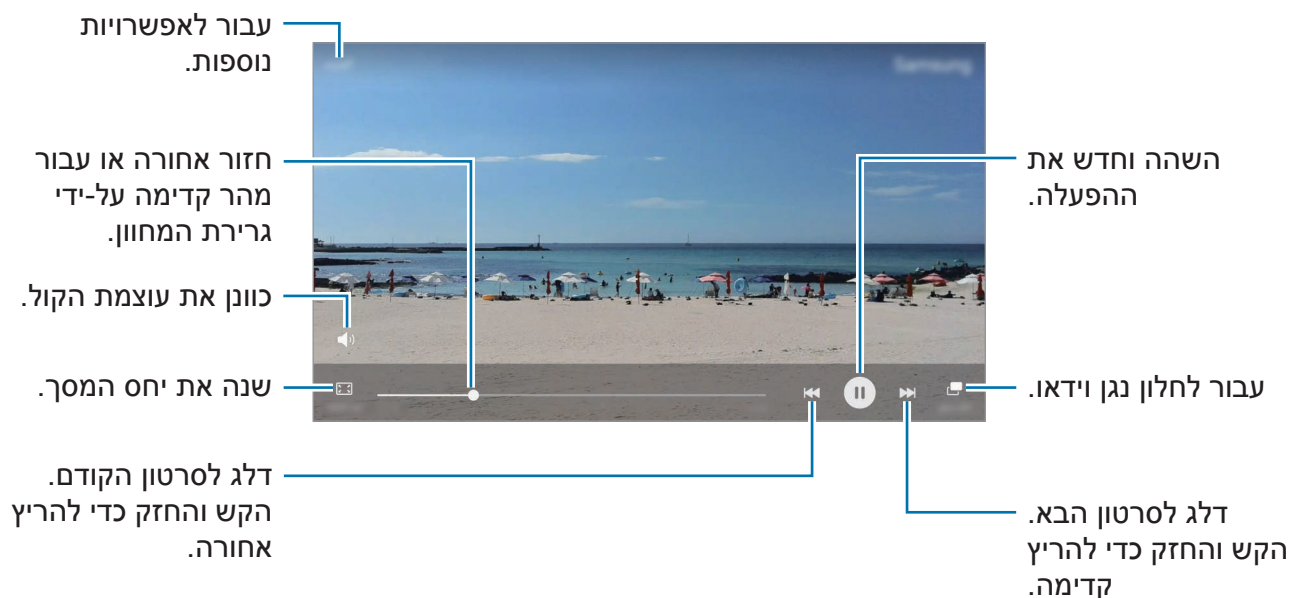 עבור לאפשרויות
נוספות.
חזור אחורה או עבור
מהר קדימה על-ידי
גרירת המחוון.
כוונן את עוצמת הקול.
שנה את יחס המסך.
דלג לסרטון הקודם.
הקש והחזק כדי להריץ
אחורה.
Samsung
השהה וחדש את
ההפעלה.
עבור לחלון נגן וידאו.
דלג לסרטון הבא.
הקש והחזק כדי להריץ
קדימה.